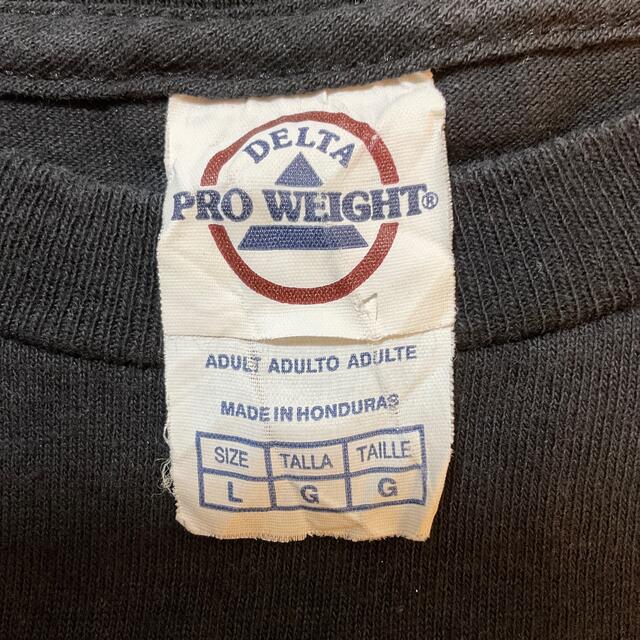 DELTA
PRO WEIGHT®
ADULT ADULTO ADULTE
MADE IN HONDURAS
SIZE TALLA TAILLE
L G G